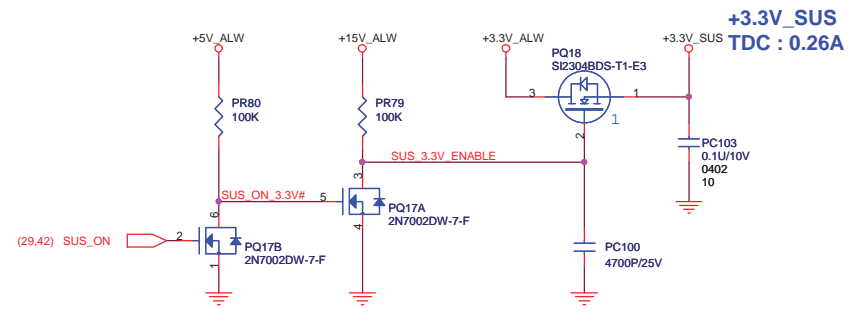 +3.3V_SUS
TDC : 0.26A
+5V_ALW
+15V_ALW
+3.3V_ALW
+3.3V_SUS
PQ18
SI2304BDS-T1-E3
3
1
1
2
PR80
100K
PR79
100K
PC103
0.1U/10V
0402
10
SUS_3.3V_ENABLE
3
SUS_ON_3.3V#
5
PQ17A
2N7002DW-7-F
4
6
(29,42) SUS_ON
2
PQ17B
2N7002DW-7-F
1
PC100
4700P/25V